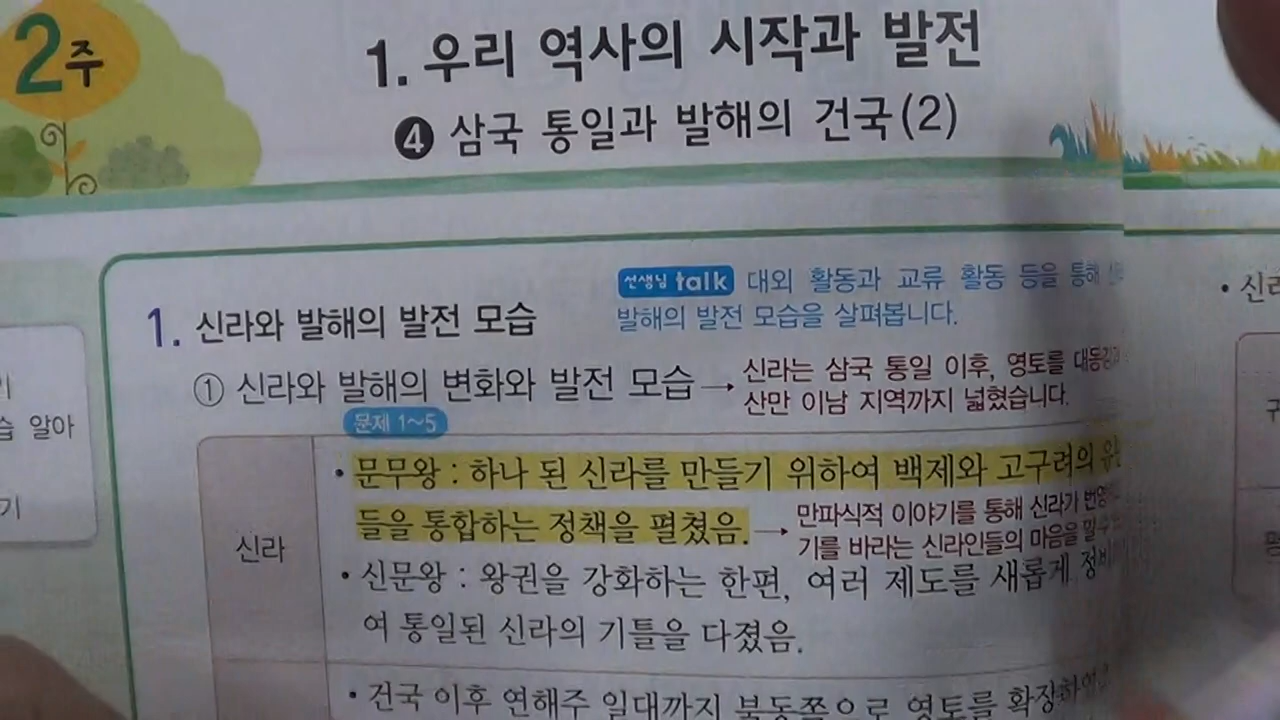 2주
1. 우리 역사의 시작과 발전
❹ 삼국 통일과 발해의 건국(2)
선생님 talk 대외 활동과 교류 활동 등을 통해
발해의 발전 모습을 살펴봅니다.
1. 신라와 발해의 발전 모습
① 신라와 발해의 변화와 발전 모습 → 신라는 삼국 통일 이후, 영토를
산만 이남 지역까지 넓혔습니다.
문제 1~5
신라
• 문무왕 : 하나 된 신라를 만들기 위하여 백제와 고구려의
들을 통합하는 정책을 펼쳤음. → 만파식적 이야기를 통해 신라가
기를 바라는 신라인들의 마음을
• 신문왕 : 왕권을 강화하는 한편, 여러 제도를 새롭게
여 통일된 신라의 기틀을 다졌음.
• 건국 이후 연해주 일대까지 북동쪽으로 영토를
알아
기
• 신라